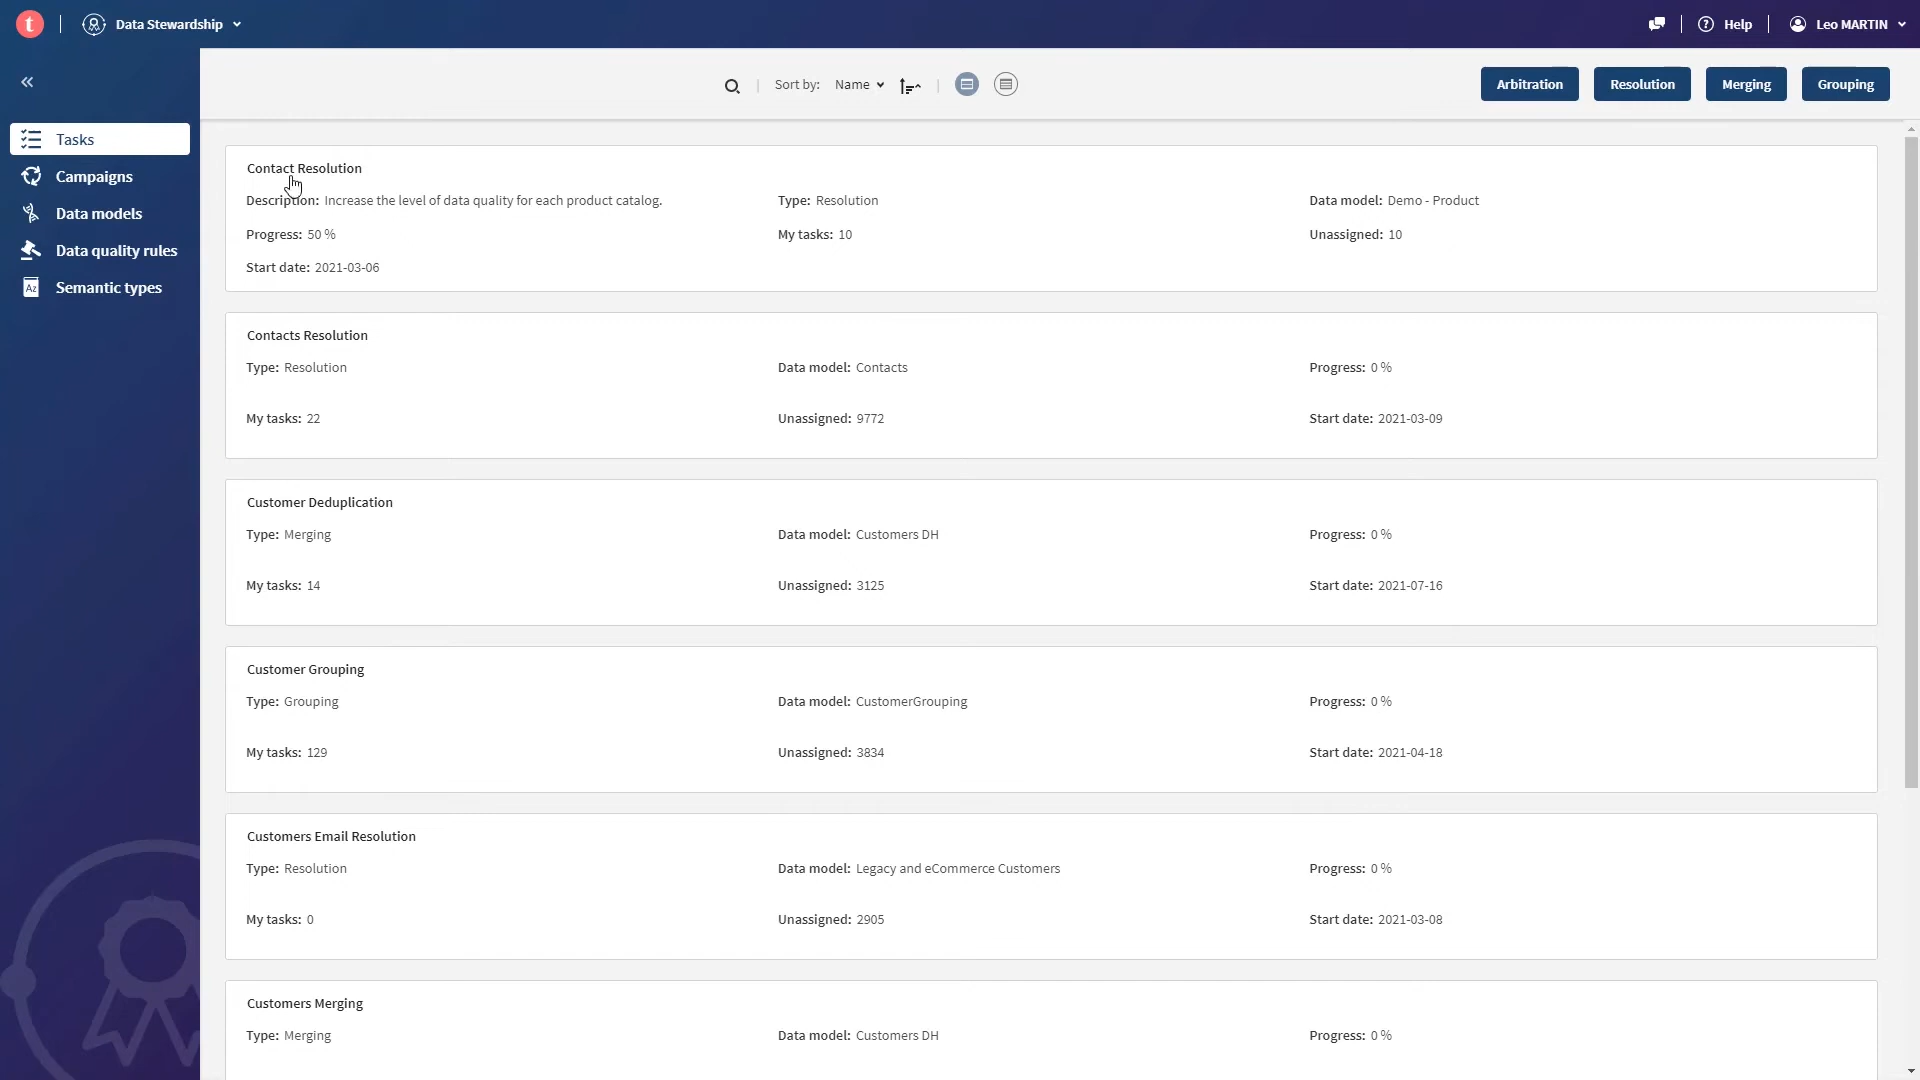 t
Data Stewardship
Help
Leo MARTIN
Sort by: Name
Arbitration
Resolution
Merging
Grouping
Tasks
Campaigns
Data models
Data quality rules
Az
Semantic types
Contact Resolution
Description: Increase the level of data quality for each product catalog.
Type: Resolution
Data model: Demo - Product
Progress: 50 %
My tasks: 10
Unassigned: 10
Start date: 2021-03-06
Contacts Resolution
Type: Resolution
Data model: Contacts
Progress: 0 %
My tasks: 22
Unassigned: 9772
Start date: 2021-03-09
Customer Deduplication
Type: Merging
Data model: Customers DH
Progress: 0 %
My tasks: 14
Unassigned: 3125
Start date: 2021-07-16
Customer Grouping
Type: Grouping
Data model: CustomerGrouping
Progress: 0 %
My tasks: 129
Unassigned: 3834
Start date: 2021-04-18
Customers Email Resolution
Type: Resolution
Data model: Legacy and eCommerce Customers
Progress: 0 %
My tasks: 0
Unassigned: 2905
Start date: 2021-03-08
Customers Merging
Type: Merging
Data model: Customers DH
Progress: 0 %